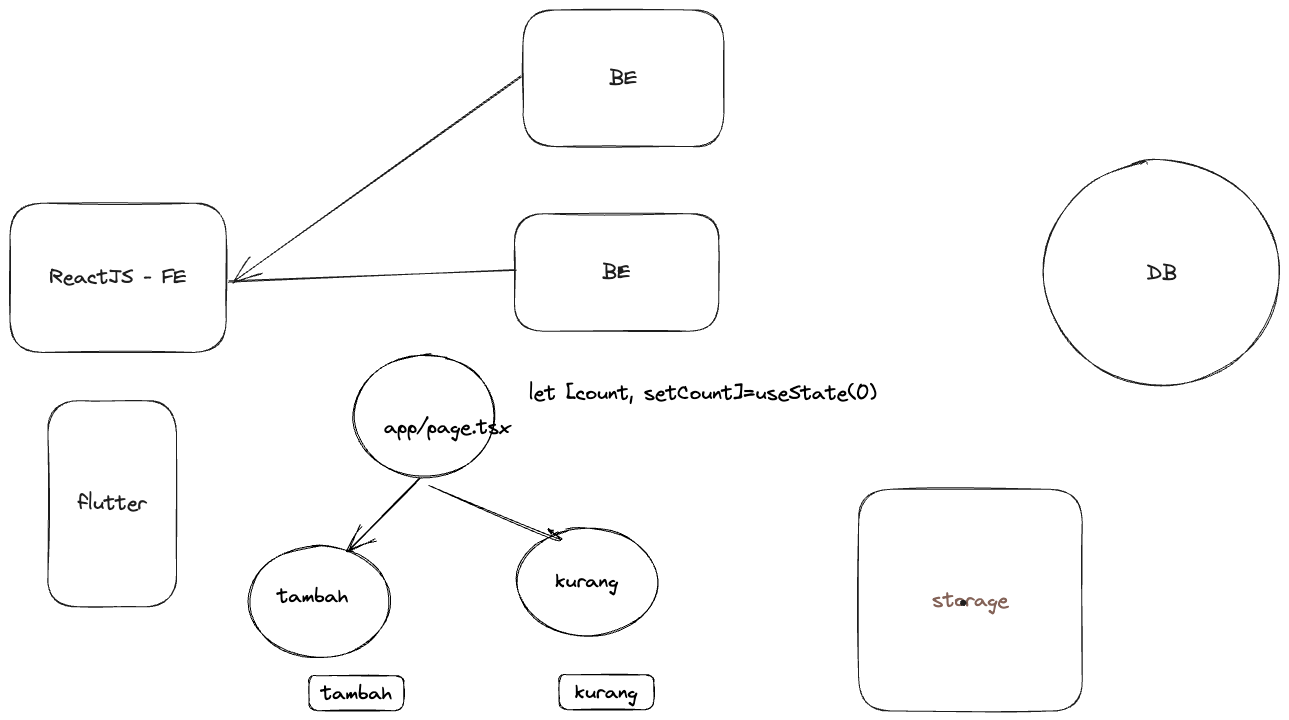 BE
ReactJS - FE
BE
DB
let [count, setCount]=useState(0)
app/page.tsx
flutter
tambah
kurang
storage
tambah
kurang